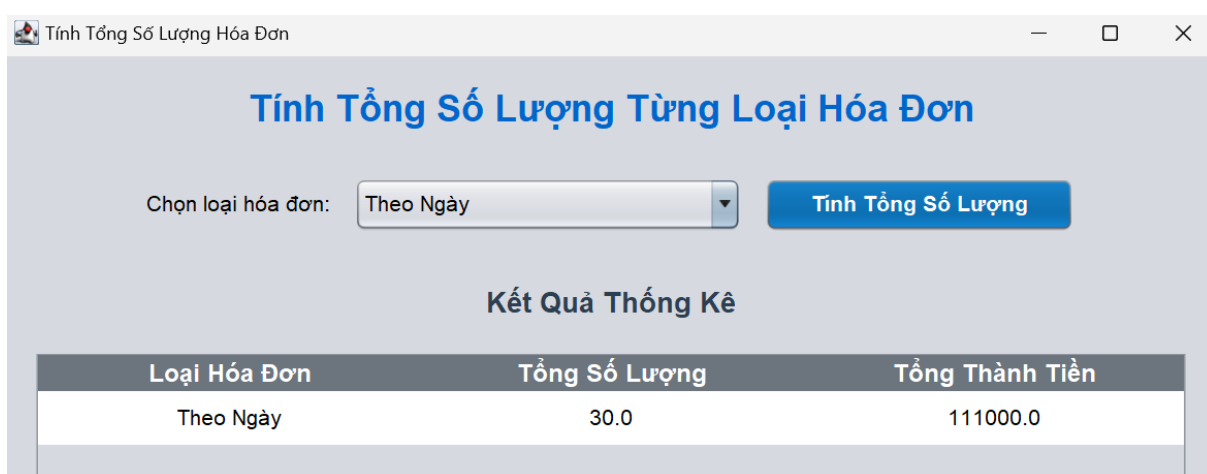 Tính Tổng Số Lượng Hóa Đơn
Tính Tổng Số Lượng Từng Loại Hóa Đơn
Chọn loại hóa đơn: Theo Ngày Tính Tổng Số Lượng
Kết Quả Thống Kê
Loại Hóa Đơn Tổng Số Lượng Tổng Thành Tiền
Theo Ngày 30.0 111000.0